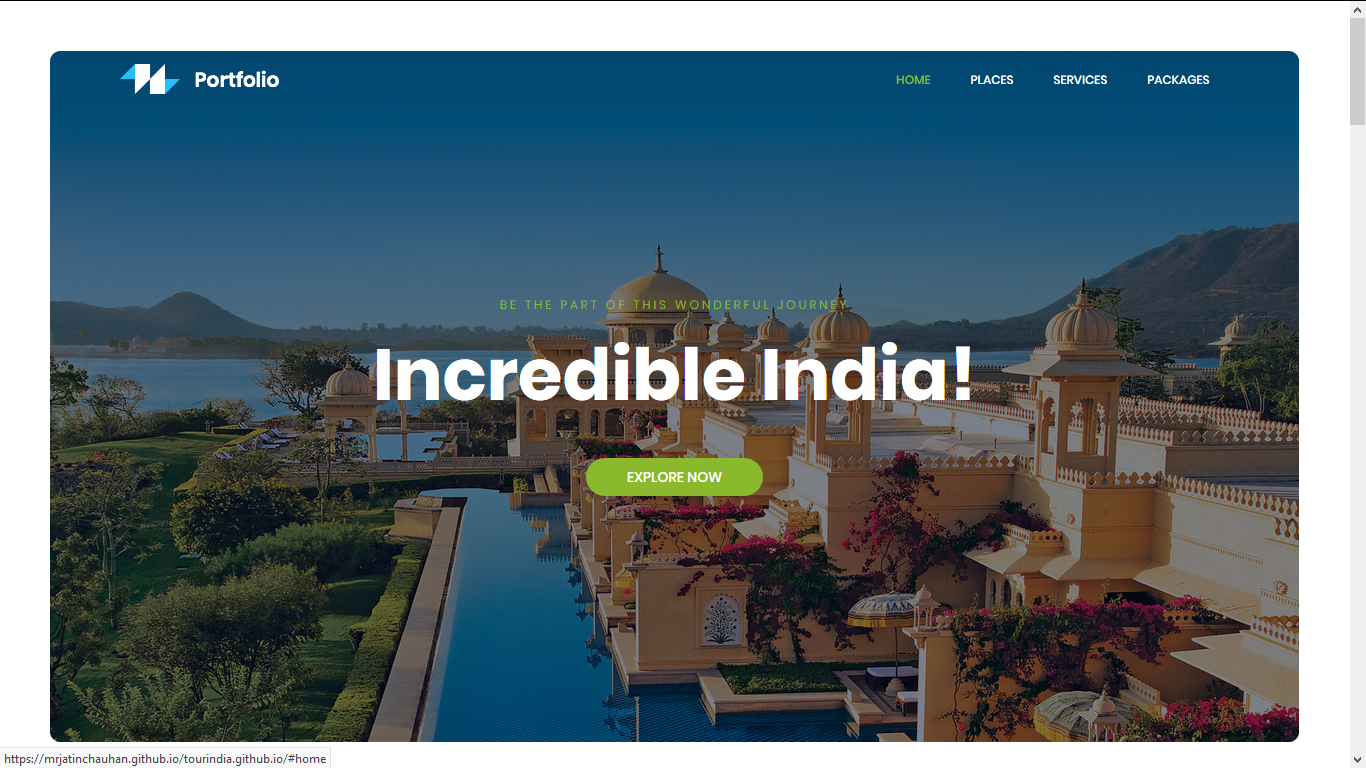 Portfolio
HOME PLACES SERVICES PACKAGES
BE THE PART OF THIS WONDERFUL JOURNEY
Incredible India!
EXPLORE NOW
https://mrjatinchauhan.github.io/tourindia.github.io/#home